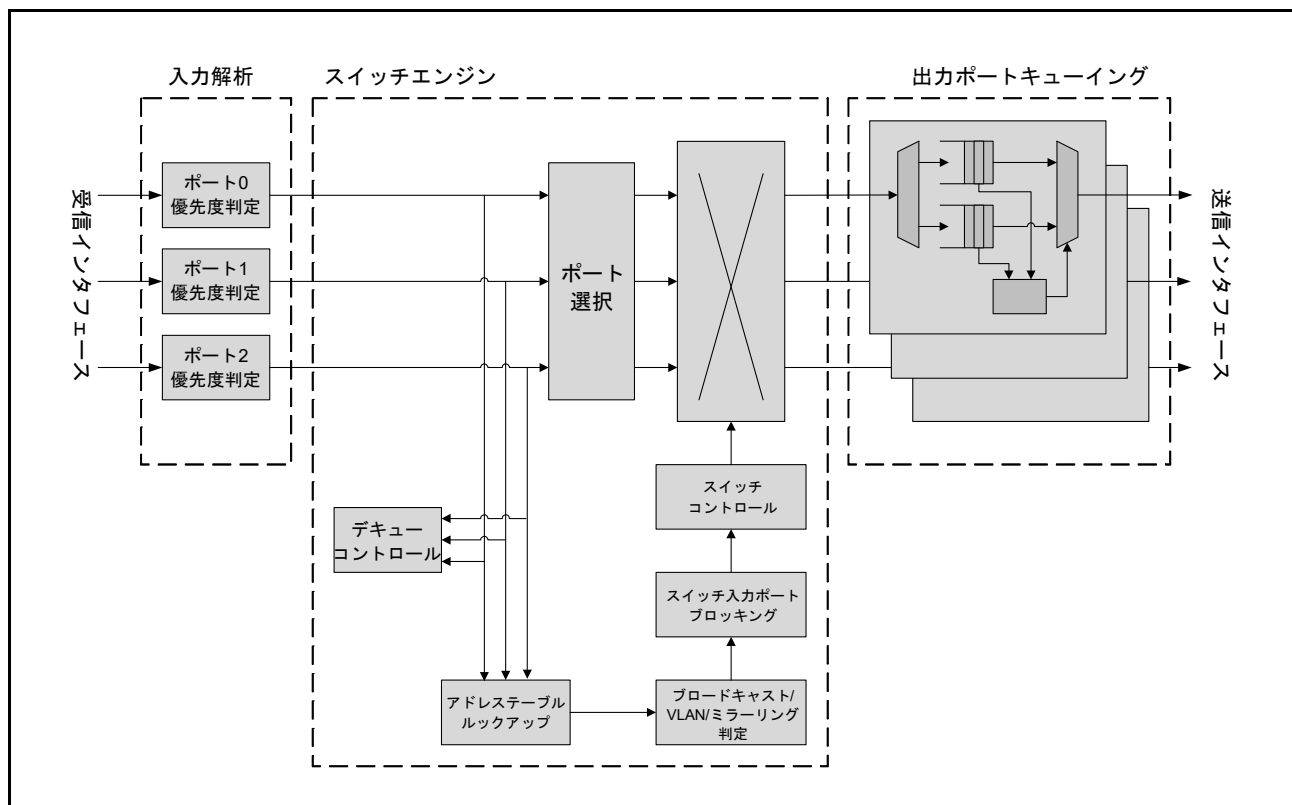 入力解析
スイッチエンジン
出力ポートキューイング
受信インタフェース
ポート0
優先度判定
ポート1
優先度判定
ポート2
優先度判定
ポート
選択
デキュー
コントロール
アドレステーブル
ルックアップ
スイッチ
コントロール
スイッチ入力ポート
ブロッキング
ブロードキャスト/
VLAN/ミラーリング
判定
送信インタフェース